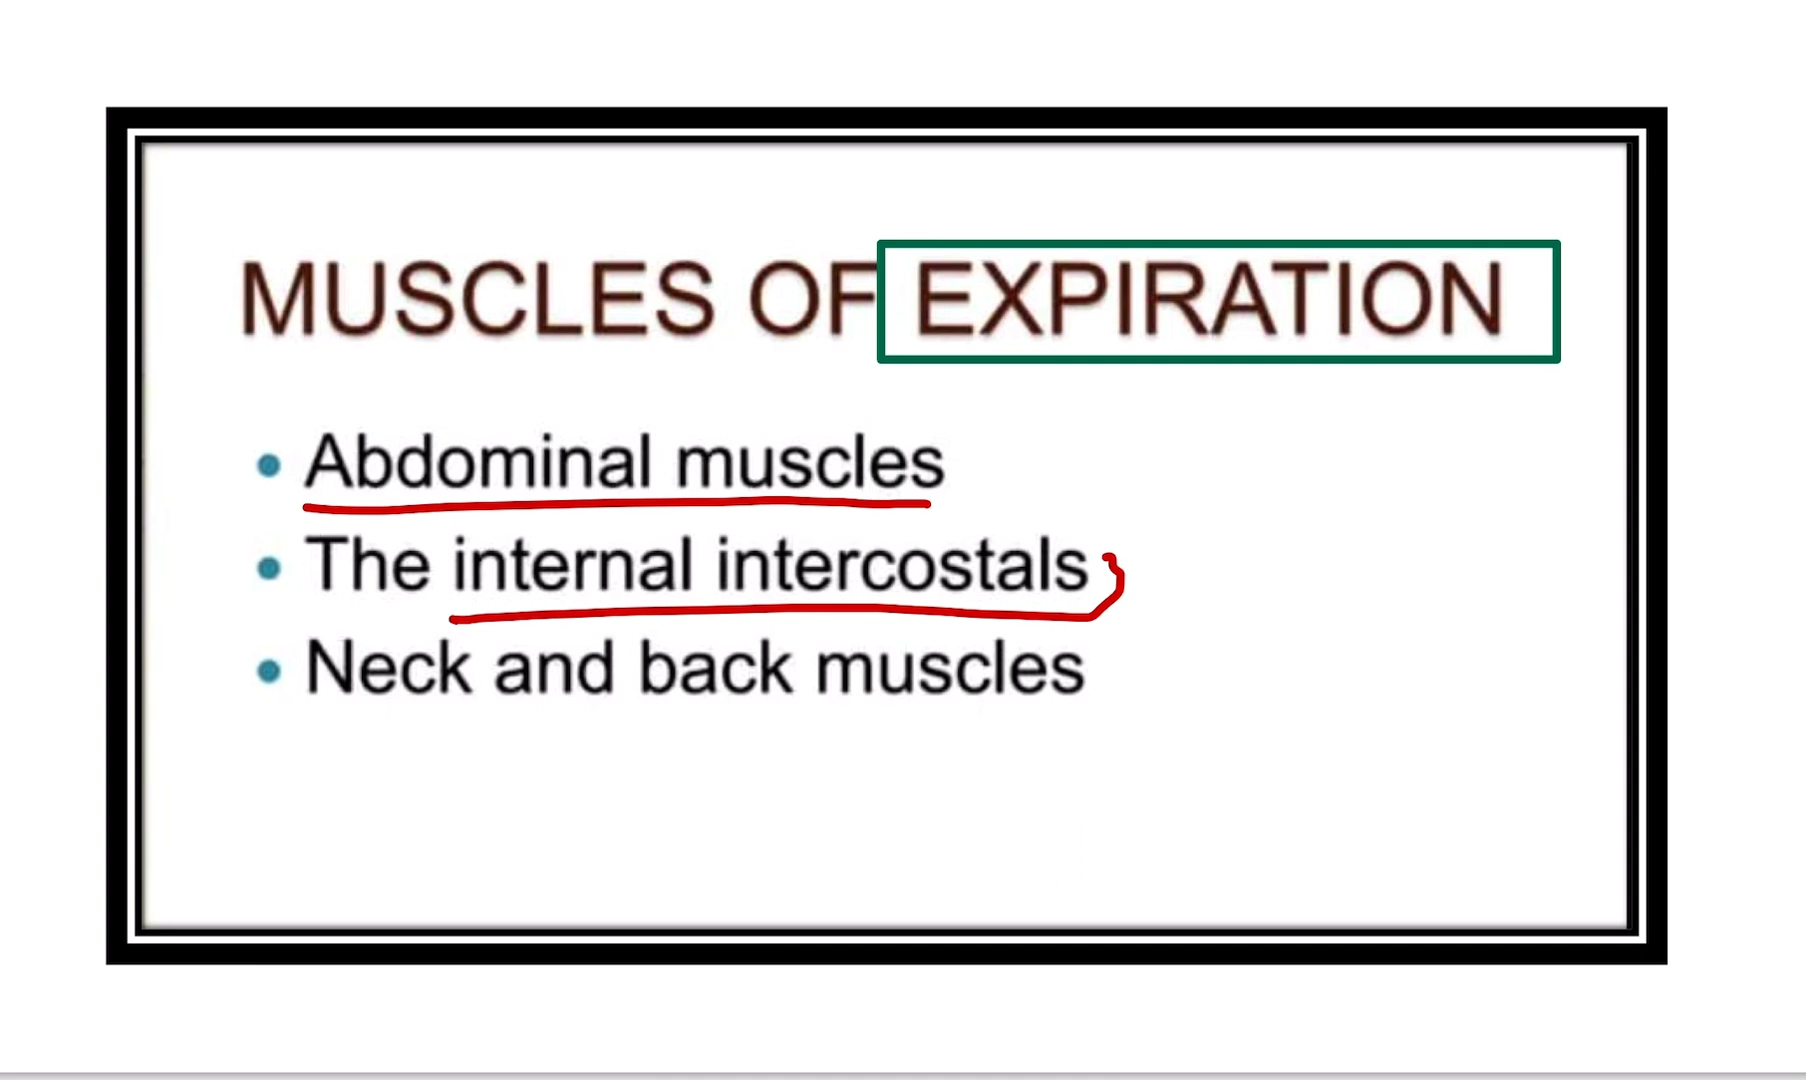 MUSCLES OF EXPIRATION
• Abdominal muscles
• The internal intercostals
• Neck and back muscles